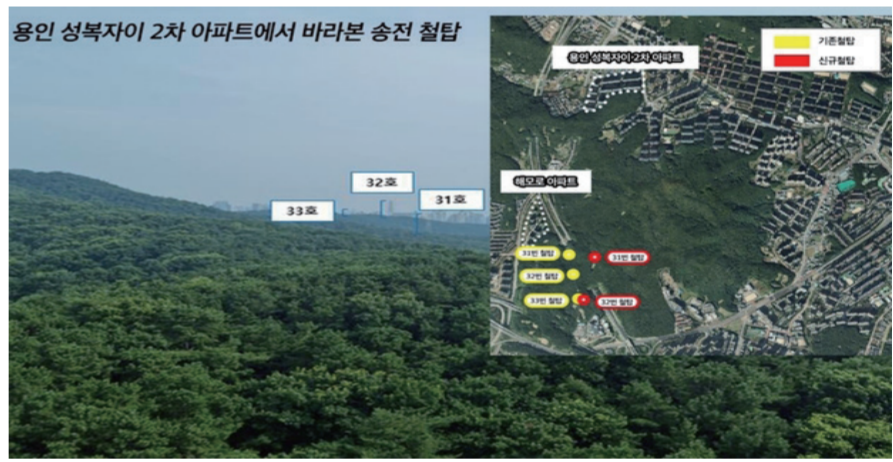 용인 성복자이 2차 아파트에서 바라본 송전 철탑
기존철탑
신규철탑
용인 성복자이 2차 아파트
해모로 아파트
32호
31호
33호
31번 철탑
31번 철탑
32번 철탑
33번 철탑
32번 철탑